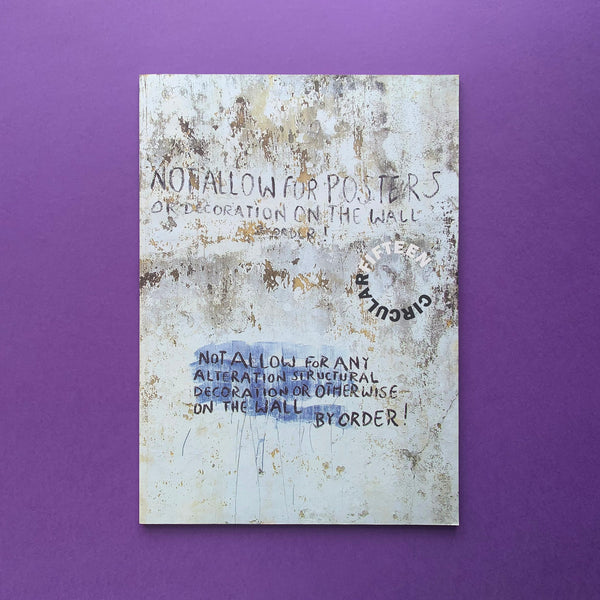 NOT ALLOW FOR POSTERS
OR DECORATION ON THE WALL
ORDER!
CIRCULAR FIFTEEN
NOT ALLOW FOR ANY
ALTERATION STRUCTURAL
DECORATION OR OTHERWISE
ON THE WALL
BY ORDER!